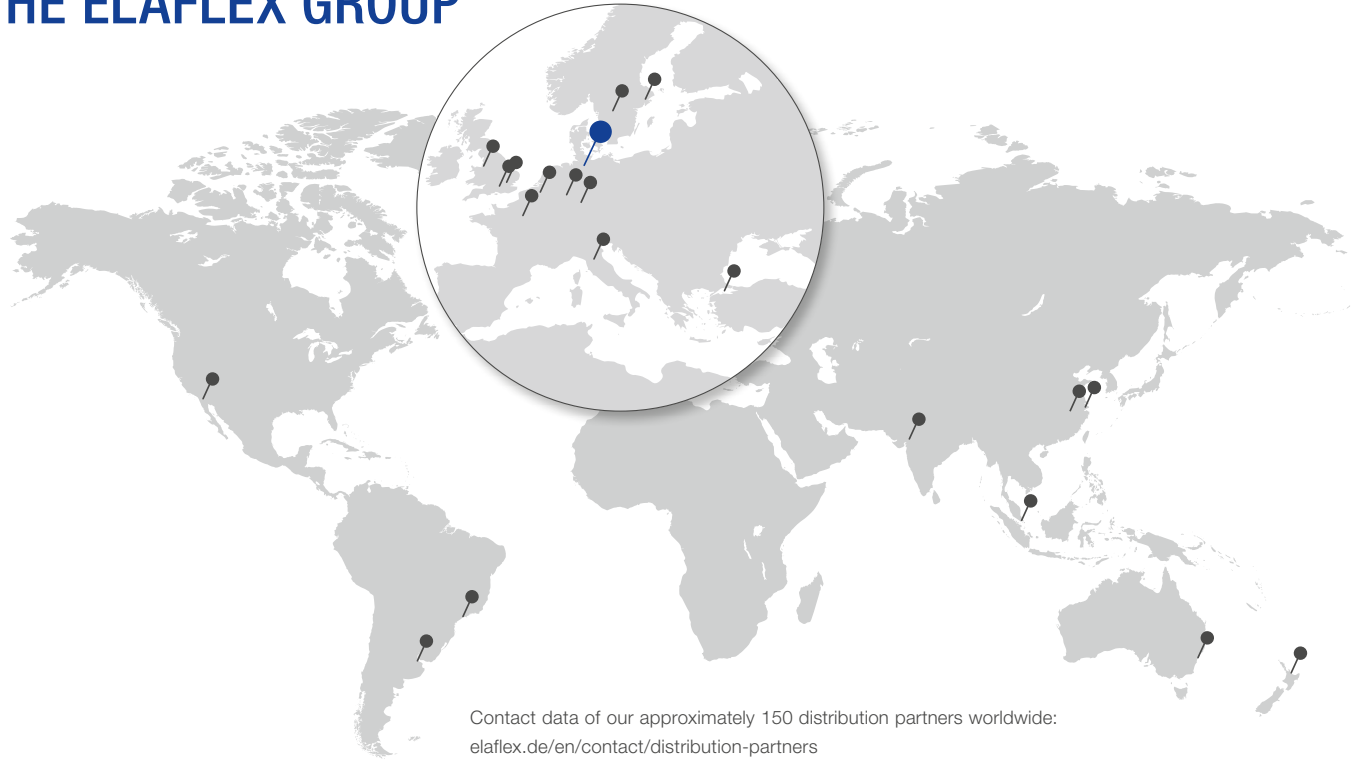 HE ELAFLEX GROUP
Contact data of our approximately 150 distribution partners worldwide:
elaflex.de/en/contact/distribution-partners